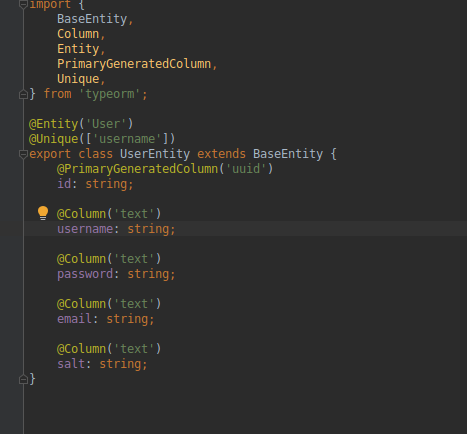 import {
    BaseEntity,
    Column,
    Entity,
    PrimaryGeneratedColumn,
    Unique,
} from 'typeorm';
@Entity('User')
@Unique(['username'])
export class UserEntity extends BaseEntity {
    @PrimaryGeneratedColumn('uuid')
    id: string;
    @Column('text')
    username: string;
    @Column('text')
    password: string;
    @Column('text')
    email: string;
    @Column('text')
    salt: string;
}